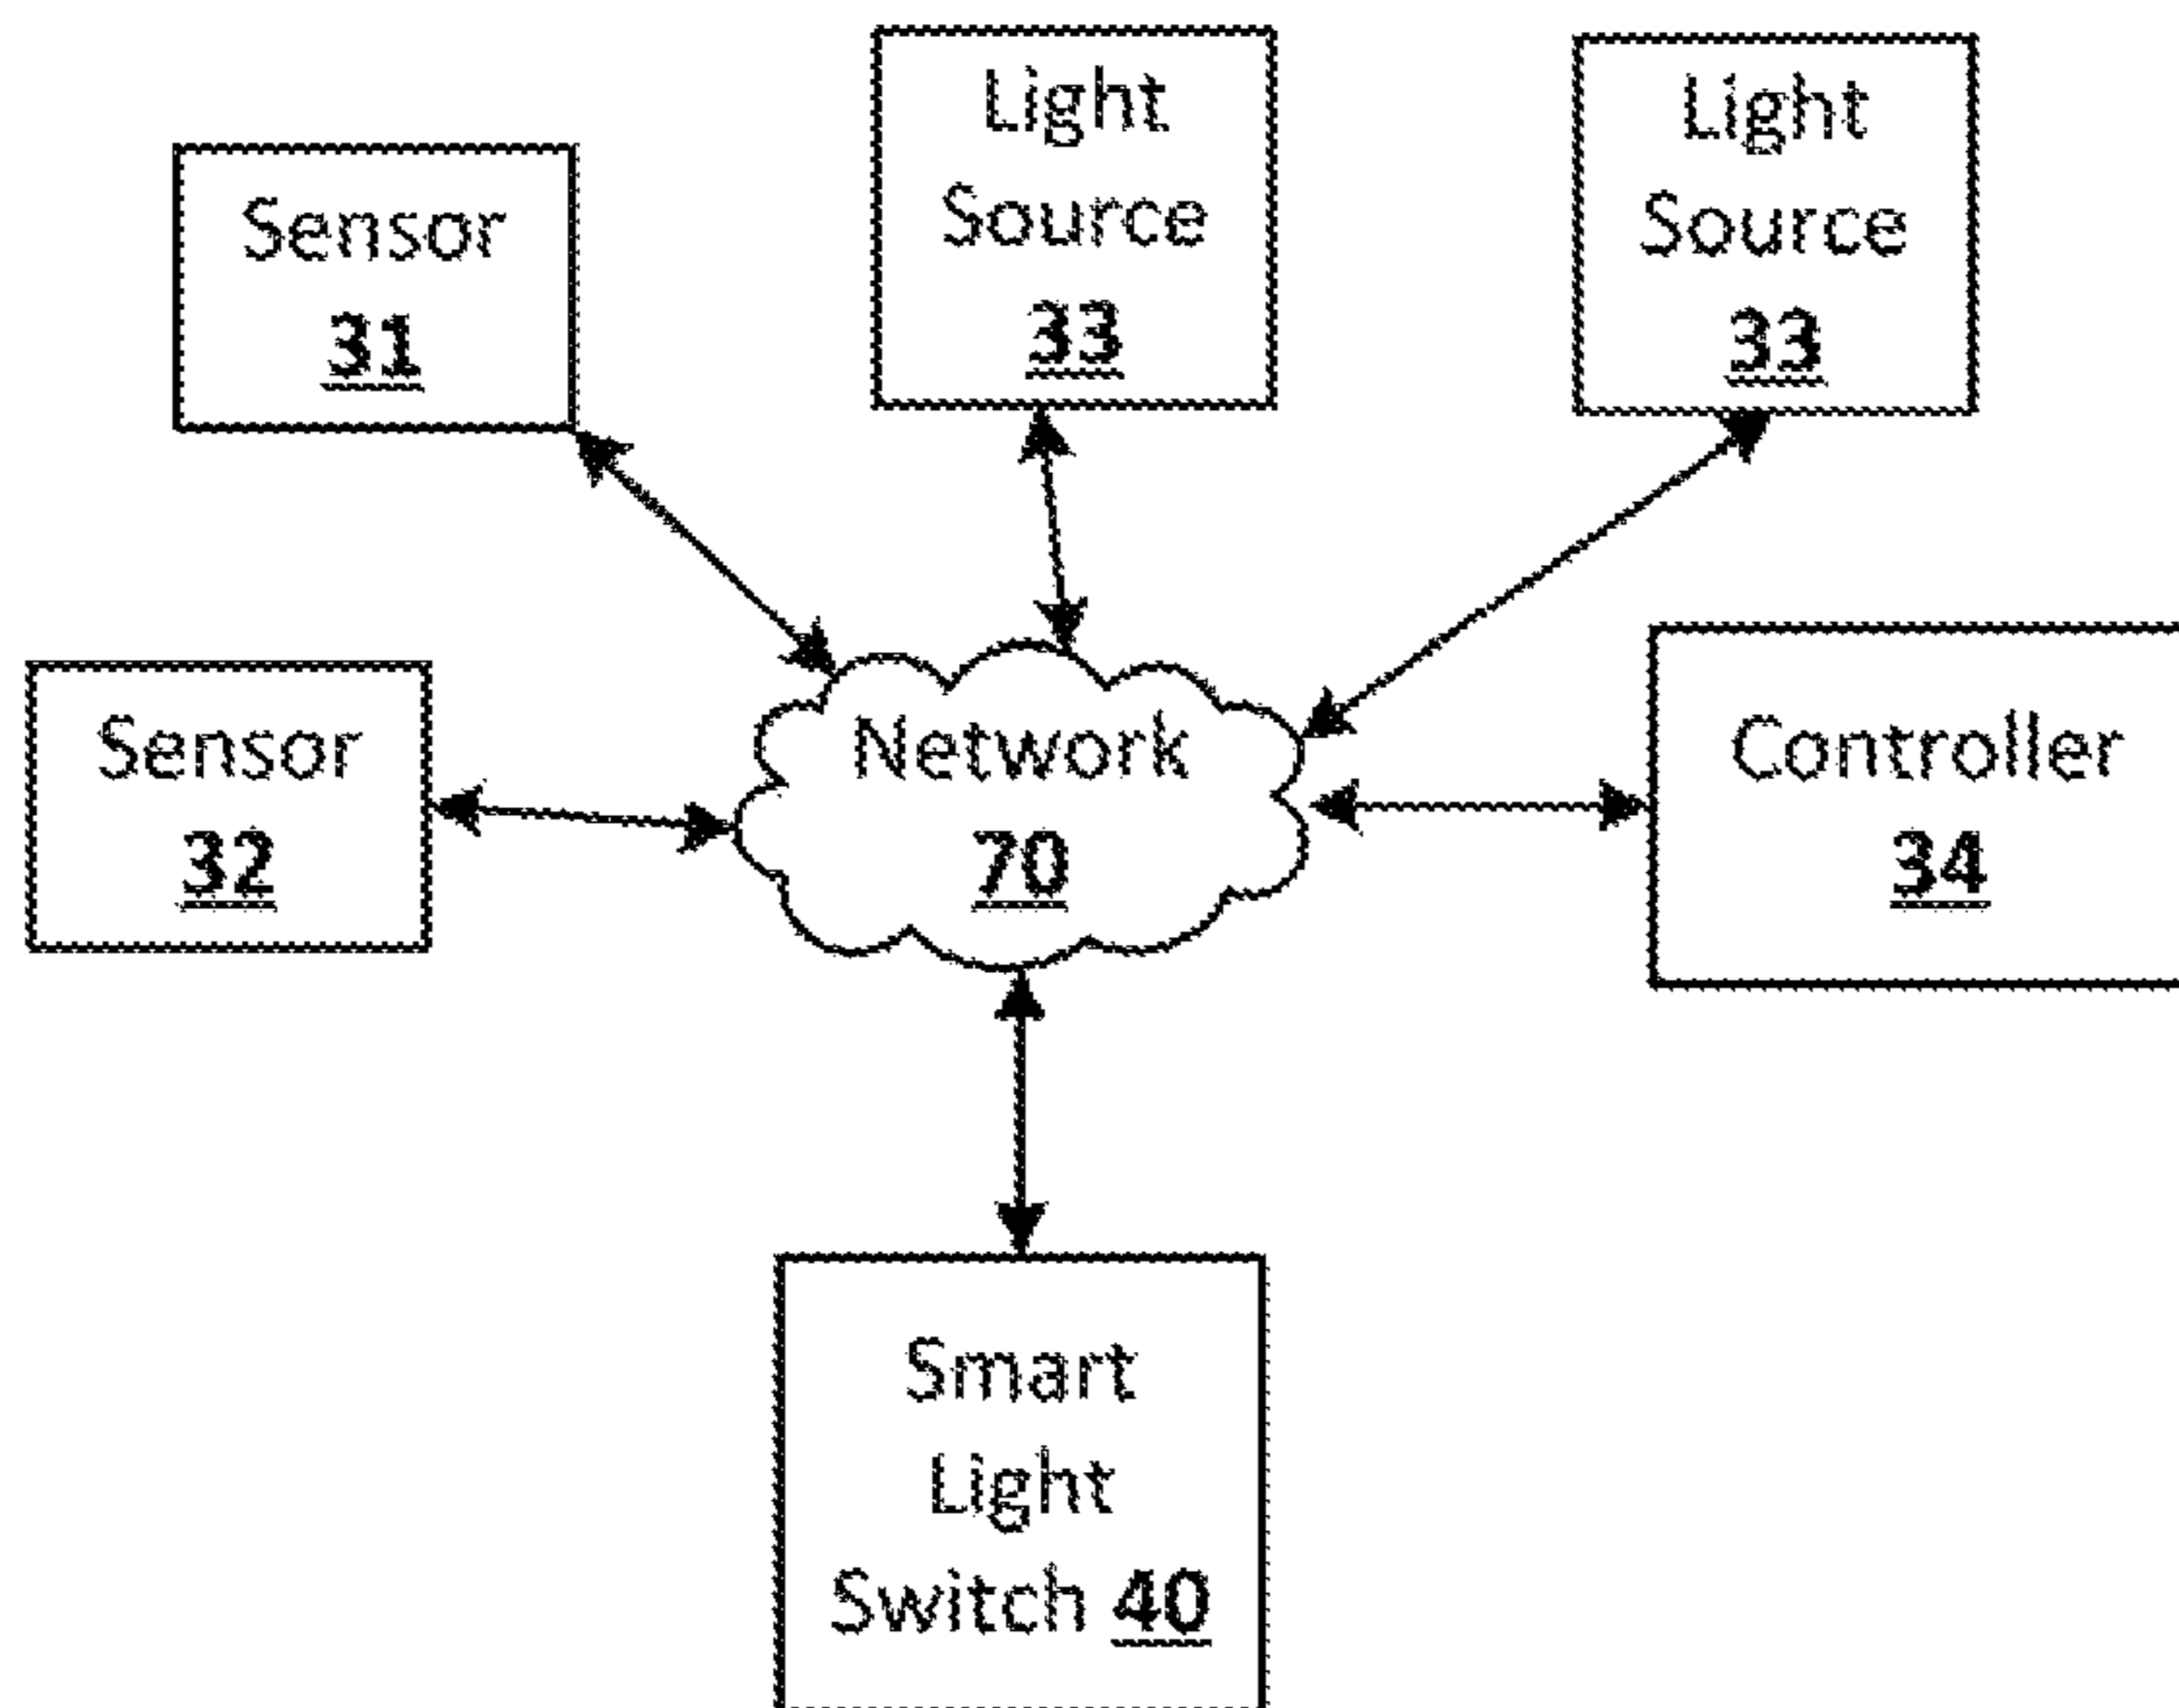 Sensor
31
Light
Source
33
Light
Source
33
Sensor
32
Network
70
Controller
34
Smart
Light
Switch 40